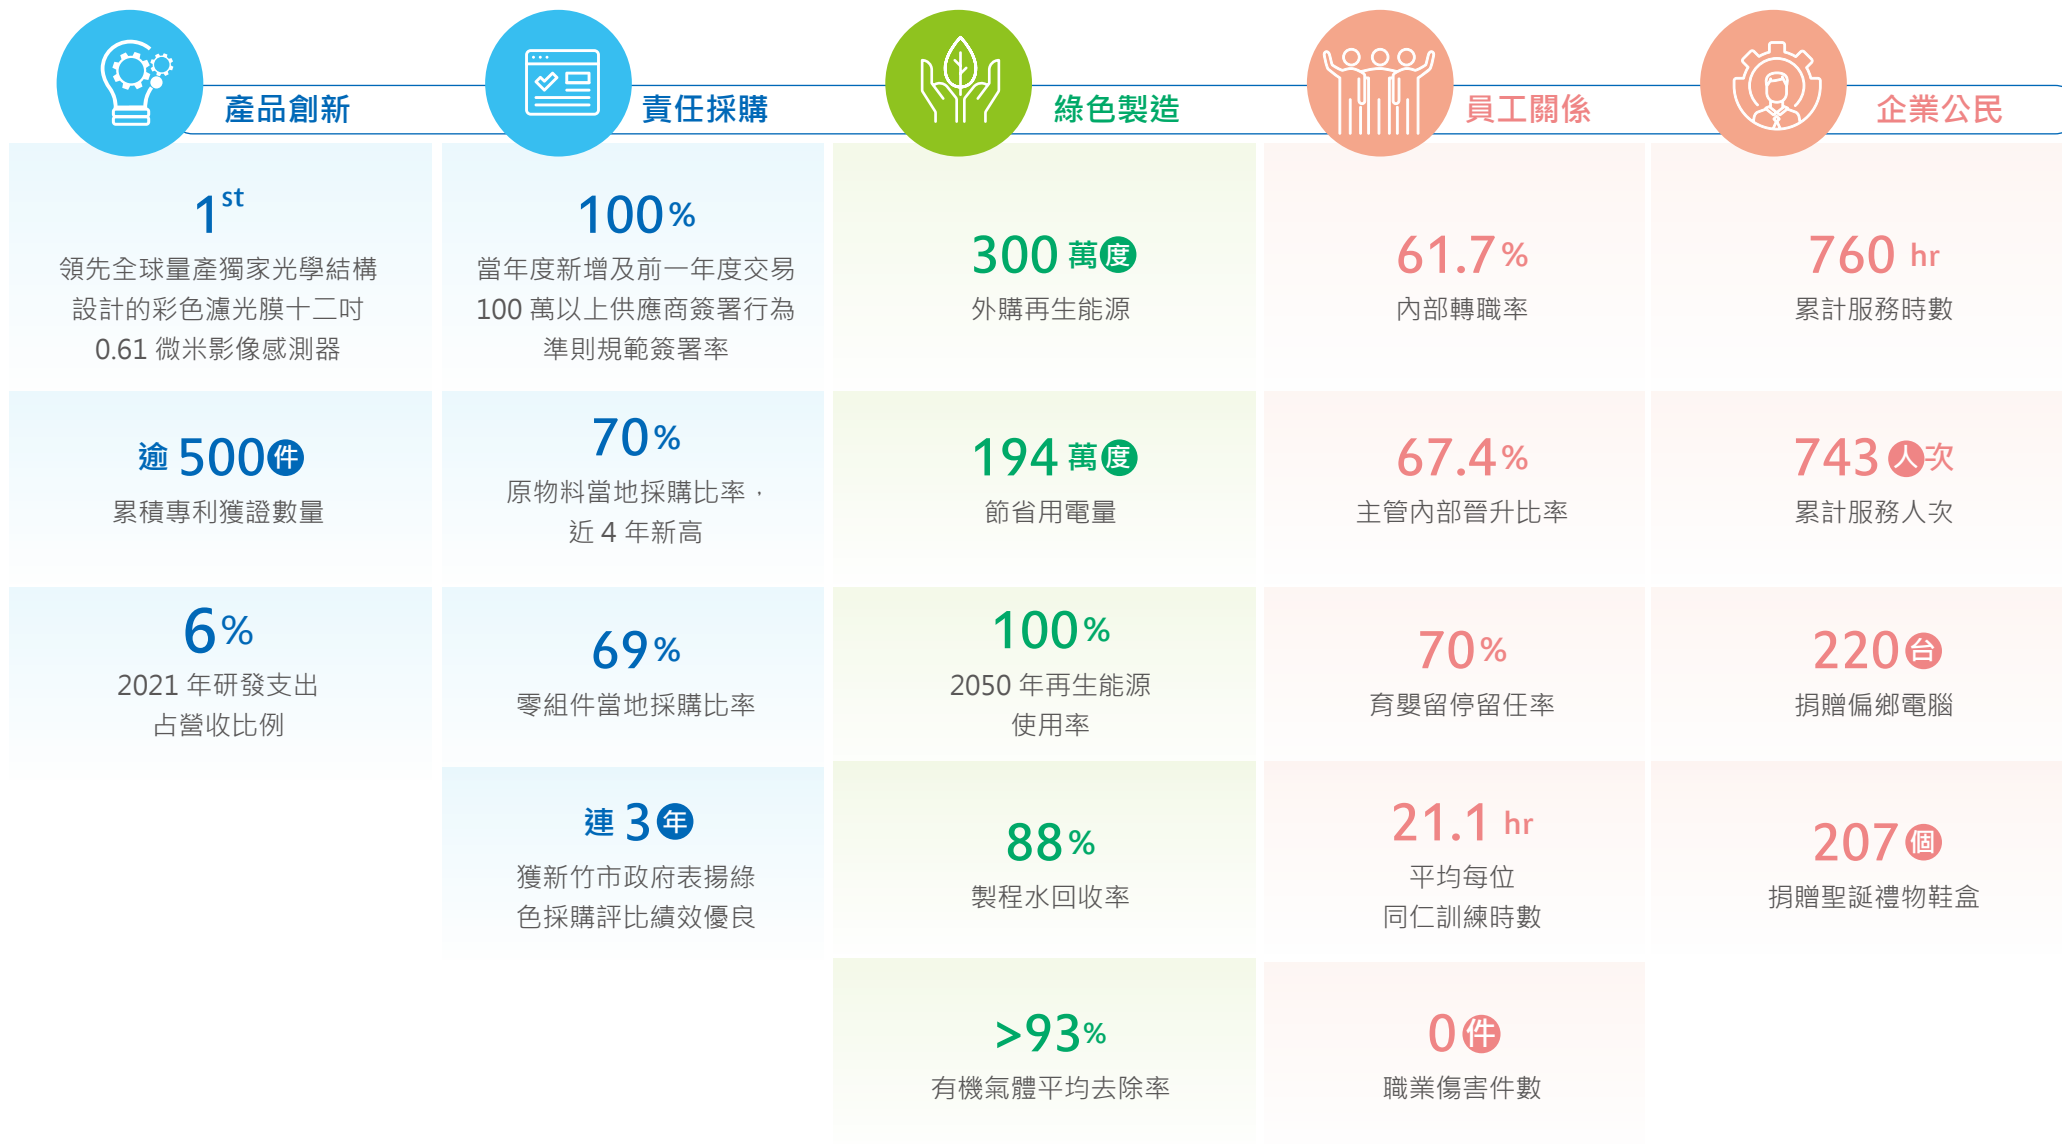 產品創新
1st
領先全球量產獨家光學結構
設計的彩色濾光膜十二吋
0.61 微米影像感測器
逾 500件
累積專利獲證數量
6%
2021 年研發支出
占營收比例
責任採購
100%
當年度新增及前一年度交易
100 萬以上供應商簽署行為
準則規範簽署率
70%
原物料當地採購比率，
近 4 年新高
69%
零組件當地採購比率
連 3年
獲新竹市政府表揚綠
色採購評比績效優良
綠色製造
300 萬度
外購再生能源
194 萬度
節省用電量
100%
2050 年再生能源
使用率
88%
製程水回收率
>93%
有機氣體平均去除率
員工關係
61.7%
內部轉職率
67.4%
主管內部晉升比率
70%
育嬰留停留任率
21.1 hr
平均每位
同仁訓練時數
0件
職業傷害件數
企業公民
760 hr
累計服務時數
743 人次
累計服務人次
220台
捐贈偏鄉電腦
207個
捐贈聖誕禮物鞋盒